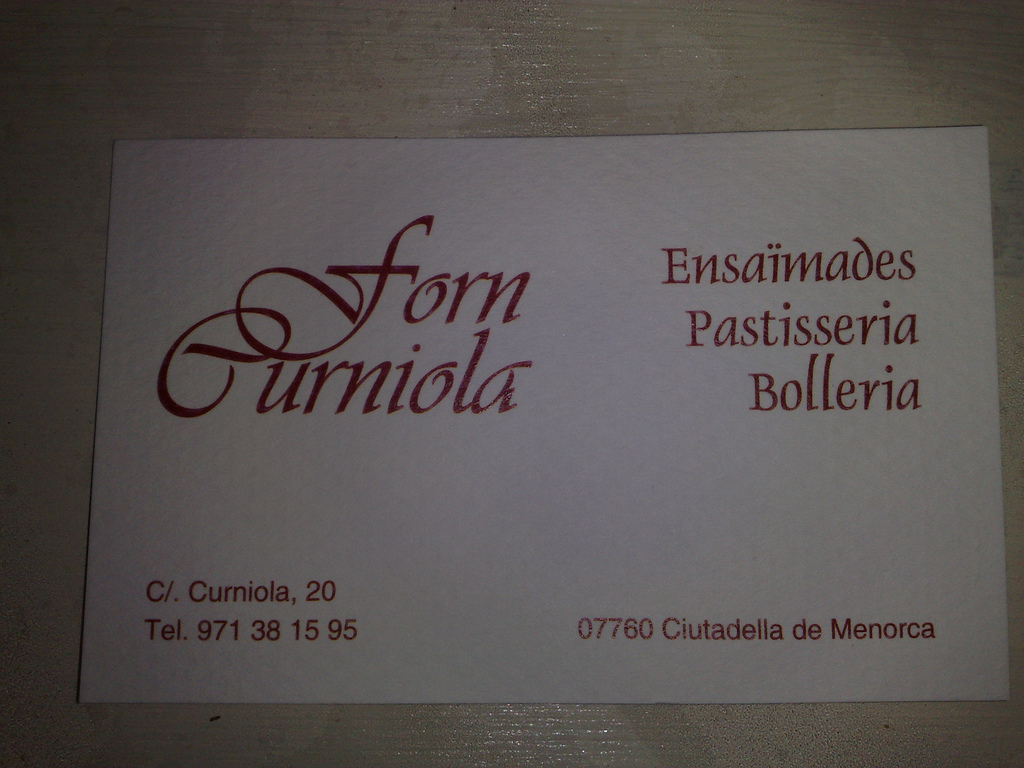 Forn
Curniola
Ensaïmades
Pastisseria
Bolleria
C/. Curniola, 20
Tel. 971 38 15 95
07760 Ciutadella de Menorca